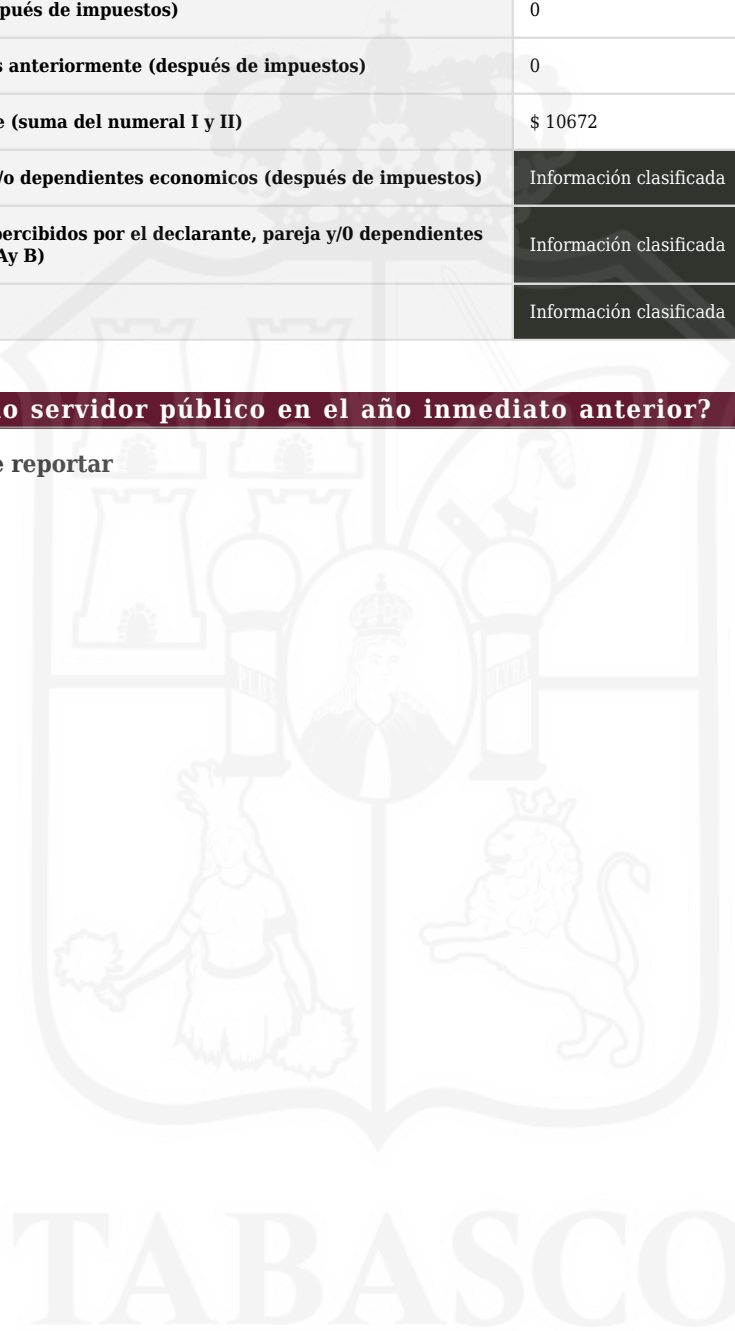 pués de impuestos) 0
s anteriormente (después de impuestos) 0
e (suma del numeral I y II) $ 10672
/o dependientes economicos (después de impuestos) Información clasificada
percibidos por el declarante, pareja y/0 dependientes
Ay B) Información clasificada
Información clasificada
o servidor público en el año inmediato anterior?
e reportar
PLUS ULTRA
TABASCO